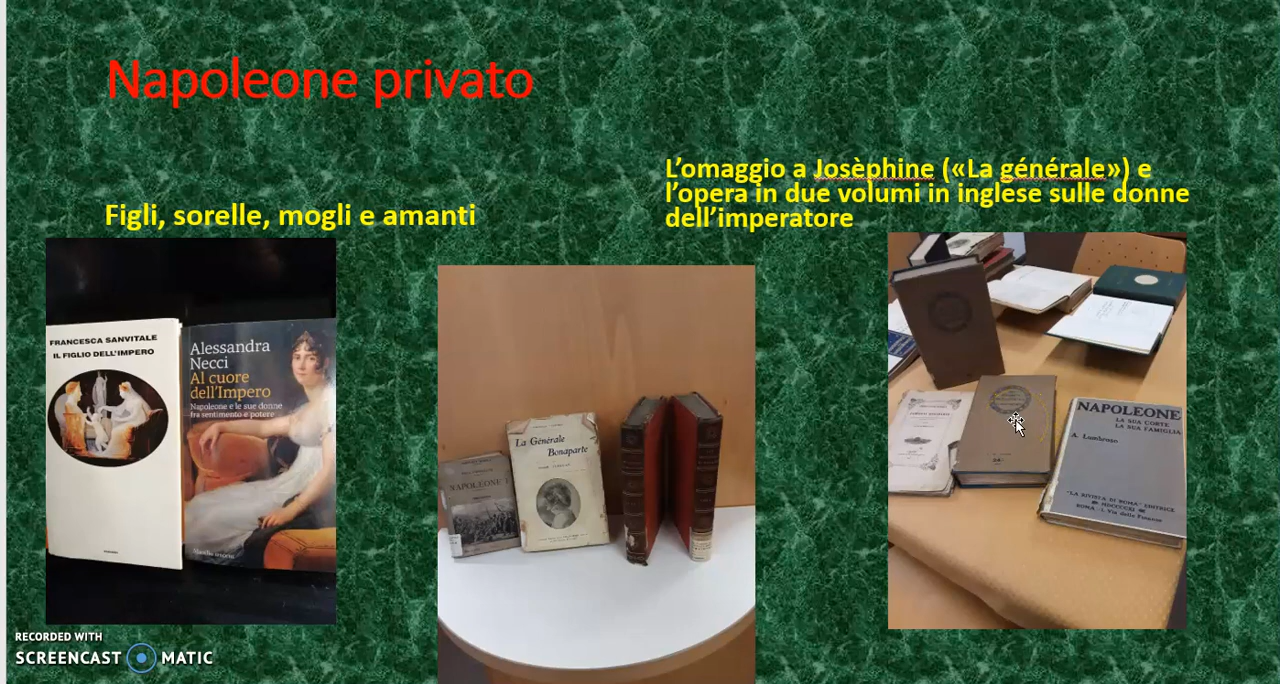 Napoleone privato
Figli, sorelle, mogli e amanti
L'omaggio a Josèphine («La générale») e
l'opera in due volumi in inglese sulle donne
dell'imperatore
FRANCESCA SANVITALE
IL FIGLIO DELL'IMPERO
Alessandra
Necci
Al cuore
dell'Impero
Napoleone e le sue donne
fra sentimento e potere
NAPOLEONE I
La Générale
Bonaparte
NAPOLEONE
LA SUA CORTE
LA SUA FAMIGLIA
A. Lumbroso
"LA RIVISTA DI ROMA" EDITRICE
RECORDED WITH
SCREENCAST MATIC